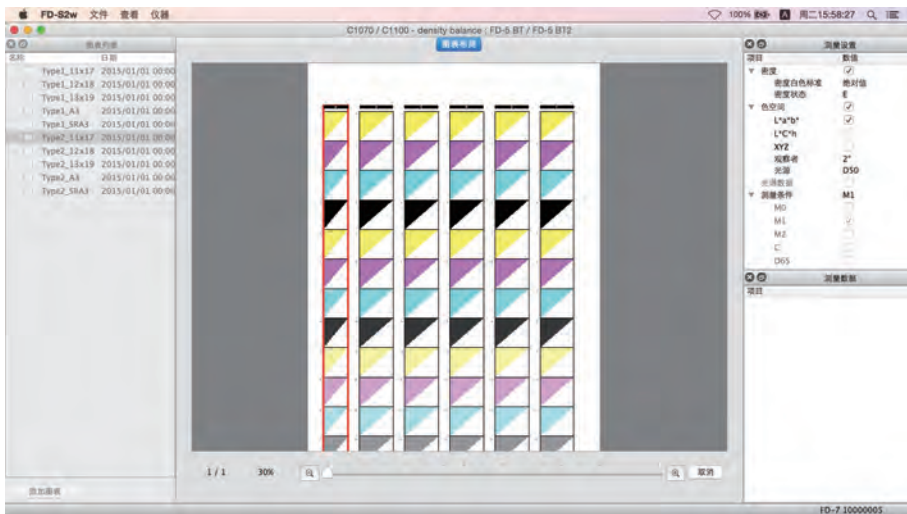 FD-S2w 文件 查看 仪器
100% 周二15:58:27
C1070 / C1100 - density balance : FD-5 BT / FD-5 BT2
图表列表
图表布局
测量设置
名称 日期
Type1_11x17 2015/01/01 00:00
Type1_12x18 2015/01/01 00:00
Type1_13x19 2015/01/01 00:00
Type1_A3 2015/01/01 00:00
Type1_SRA3 2015/01/01 00:00
Type2_11x17 2015/01/01 00:00
Type2_12x18 2015/01/01 00:00
Type2_13x19 2015/01/01 00:00
Type2_A3 2015/01/01 00:00
Type2_SRA3 2015/01/01 00:00
项目 数值
密度
密度白色标准 绝对值
密度状态 E
色空间
L*a*b*
L*C*h
XYZ
观察者 2°
光源 D50
光谱数据
测量条件 M1
M0
M1
M2
C
D65
测量数据
项目
1 / 1 30% 取消
添加图表
FD-7 10000005